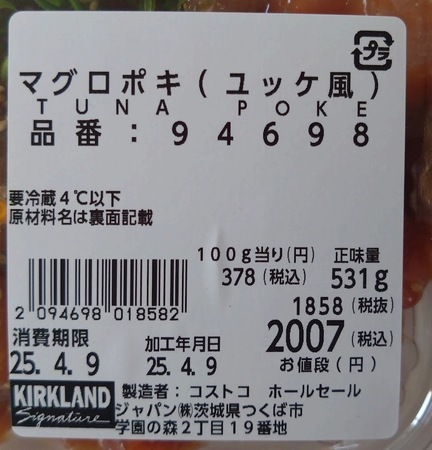 プラ
マグロポキ(ユッケ風)
TUNA POKE
品番:94698
要冷蔵4℃以下
原材料名は裏面記載
100g当り(円) 正味量
378(税込) 531g
1858(税抜)
2 094698 018582
2007(税込)
消費期限 加工年月日 お値段(円)
25.4.9 25.4.9
KIRKLAND
Signature
製造者:コストコ ホールセール
ジャパン㈱茨城県つくば市
学園の森2丁目19番地